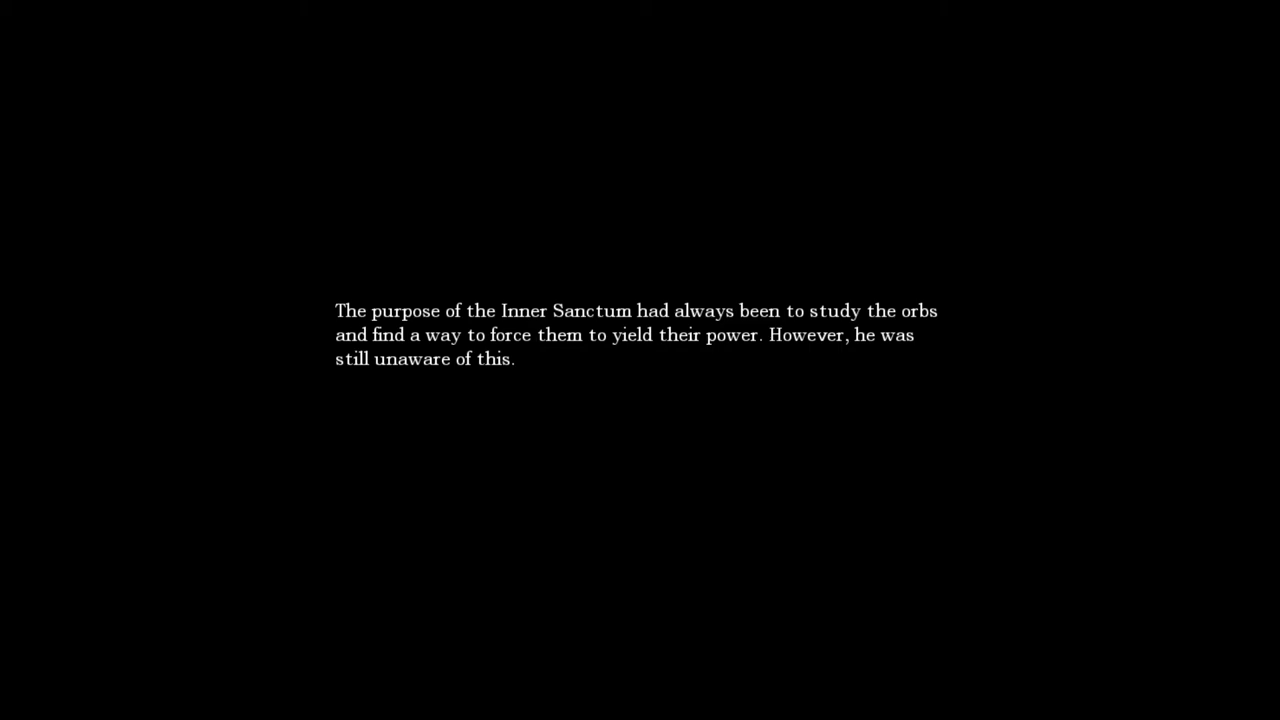 The purpose of the Inner Sanctum had always been to study the orbs
and find a way to force them to yield their power. However, he was
still unaware of this.